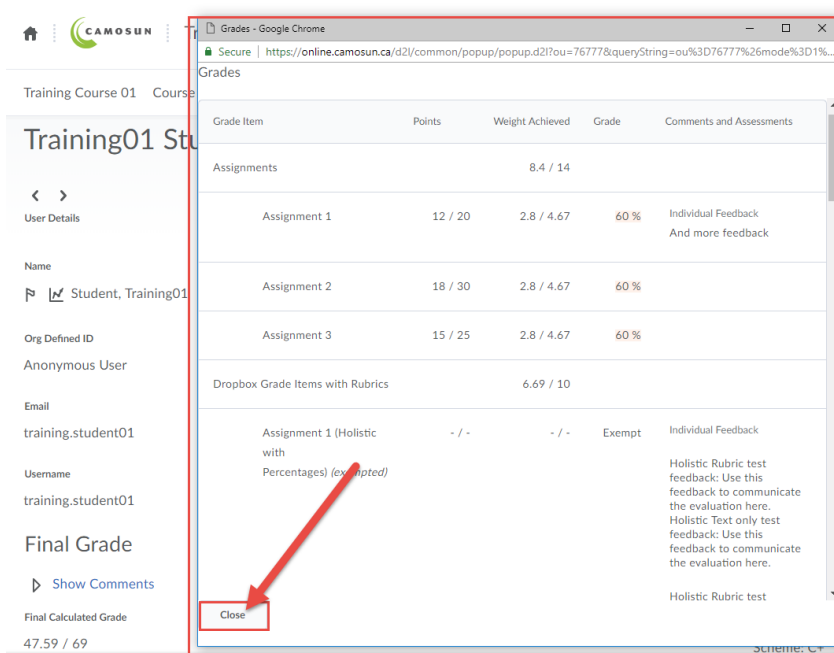 CAMOSUN
Tr
Training Course 01 Course
Training01 Stu
User Details
Name
Student, Training01
Org Defined ID
Anonymous User
Email
training.student01
Username
training.student01
Final Grade
Show Comments
Final Calculated Grade
47.59 / 69
Grades - Google Chrome
Secure https://online.camosun.ca/d2l/common/popup/popup.d2l?ou=76777&queryString=ou%3D76777%26mode%3D1%...
Grades
Grade Item Points Weight Achieved Grade Comments and Assessments
Assignments 8.4 / 14
Assignment 1 12 / 20 2.8 / 4.67 60 % Individual Feedback
And more feedback
Assignment 2 18 / 30 2.8 / 4.67 60 %
Assignment 3 15 / 25 2.8 / 4.67 60 %
Dropbox Grade Items with Rubrics 6.69 / 10
Assignment 1 (Holistic - / - - / - Exempt Individual Feedback
with
Percentages) (exempted)
Holistic Rubric test
feedback: Use this
feedback to communicate
the evaluation here.
Holistic Text only test
feedback: Use this
feedback to communicate
the evaluation here.
Holistic Rubric test
Close
Scheme: C+